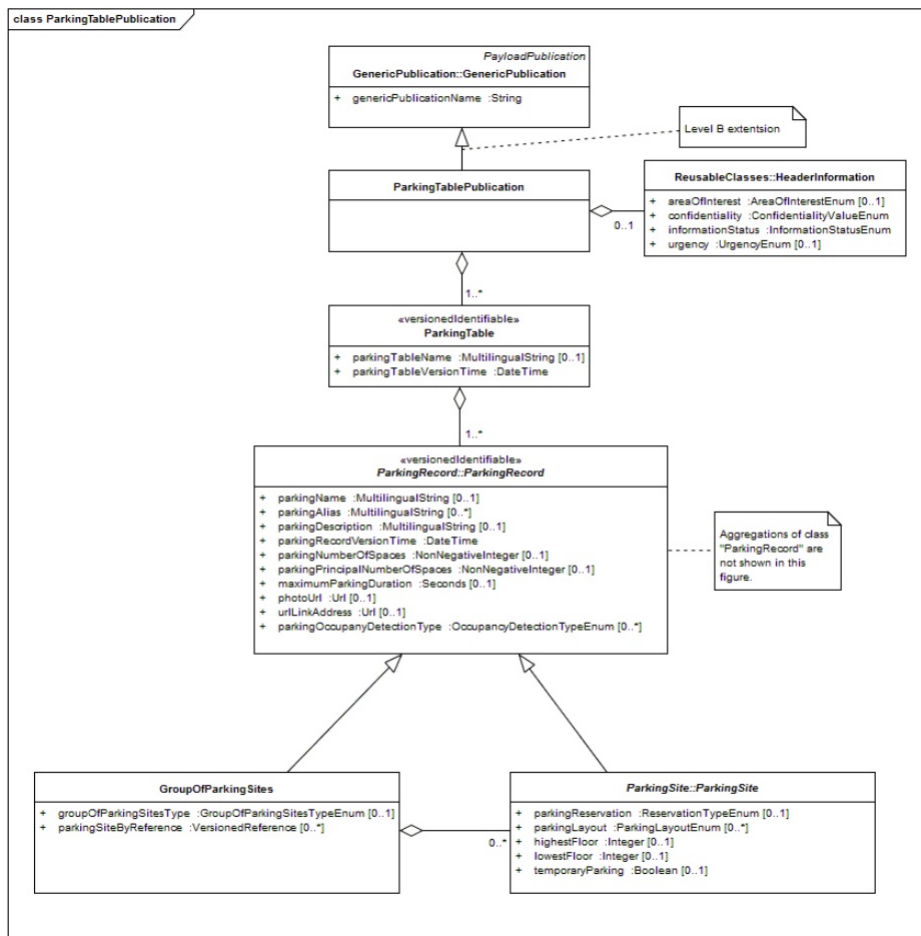 class ParkingTablePublication
PayloadPublication
GenericPublication::GenericPublication
+ genericPublicationName :String
Level B extentsion
ParkingTablePublication
ReusableClasses::HeaderInformation
+ areaOfInterest :AreaOfInterestEnum [0..1]
+ confidentiality :ConfidentialityValueEnum
+ informationStatus :InformationStatusEnum
+ urgency :UrgencyEnum [0..1]
0..1
1..*
«versionedIdentifiable»
ParkingTable
+ parkingTableName :MultilingualString [0..1]
+ parkingTableVersionTime :DateTime
1..*
«versionedIdentifiable»
ParkingRecord::ParkingRecord
+ parkingName :MultilingualString [0..1]
+ parkingAlias :MultilingualString [0..*]
+ parkingDescription :MultilingualString [0..1]
+ parkingRecordVersionTime :DateTime
+ parkingNumberOfSpaces :NonNegativeInteger [0..1]
+ parkingPrincipalNumberOfSpaces :NonNegativeInteger [0..1]
+ maximumParkingDuration :Seconds [0..1]
+ photoUrl :Url [0..1]
+ urlLinkAddress :Url [0..1]
+ parkingOccupanyDetectionType :OccupancyDetectionTypeEnum [0..*]
Aggregations of class
"ParkingRecord" are
not shown in this
figure.
GroupOfParkingSites
+ groupOfParkingSitesType :GroupOfParkingSitesTypeEnum [0..1]
+ parkingSiteByReference :VersionedReference [0..*]
0..*
ParkingSite::ParkingSite
+ parkingReservation :ReservationTypeEnum [0..1]
+ parkingLayout :ParkingLayoutEnum [0..*]
+ highestFloor :Integer [0..1]
+ lowestFloor :Integer [0..1]
+ temporaryParking :Boolean [0..1]